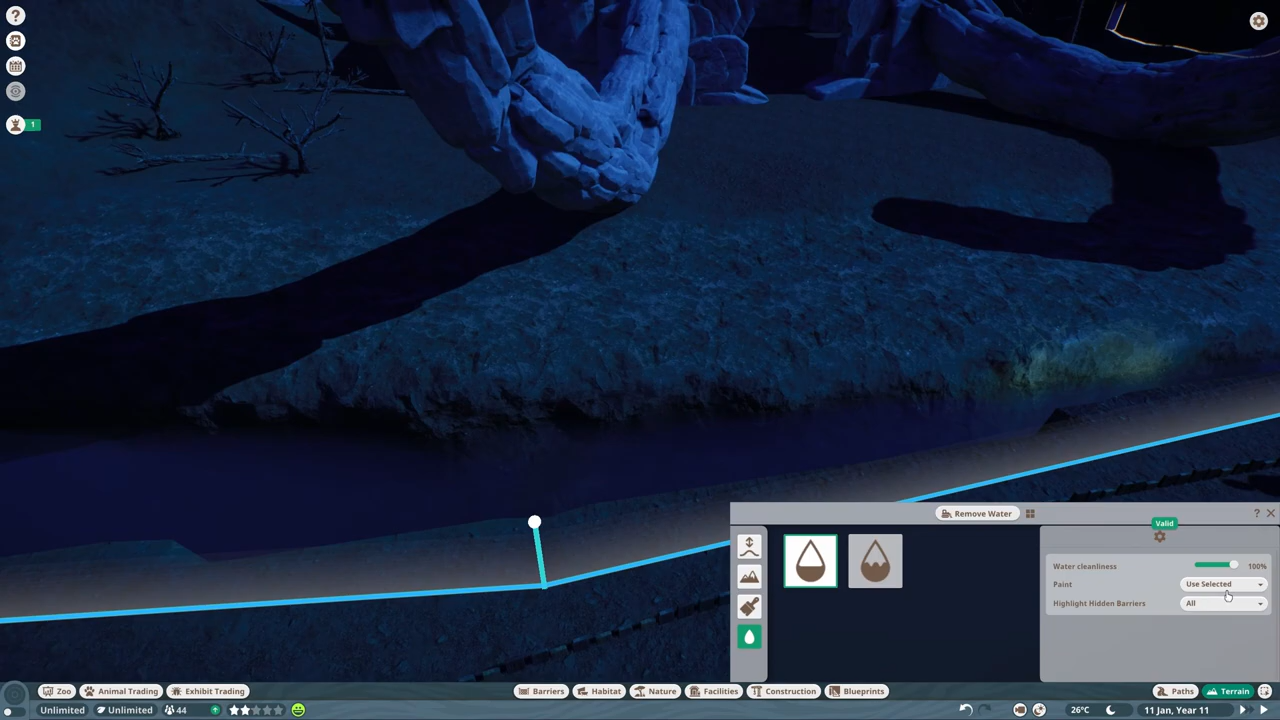 ?
1
Remove Water
?
Valid
Water cleanliness 100%
Paint Use Selected
Highlight Hidden Barriers All
Zoo Animal Trading Exhibit Trading Barriers Habitat Nature Facilities Construction Blueprints Paths Terrain
Unlimited Unlimited 44 26°C 11 Jan, Year 11